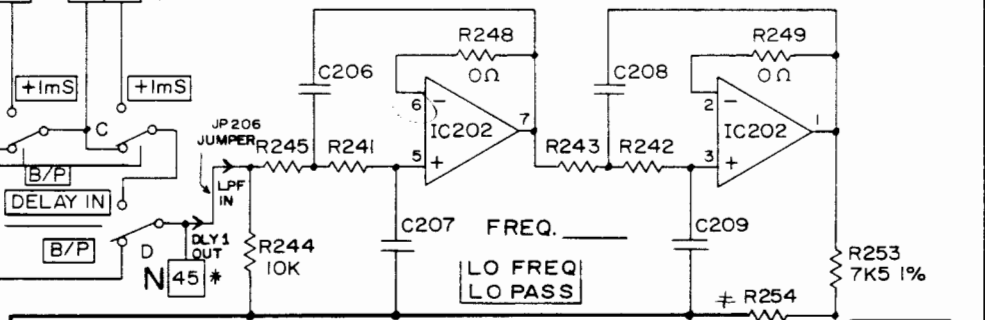 R248
R249
+1mS
+1mS
C206
0Ω
C208
0Ω
6
−
2
−
C
JP206
JUMPER
IC202
7
IC202
1
R245
R241
5
+
R243
R242
3
+
B/P
LPF
IN
DELAY IN
C207
FREQ.
C209
B/P
D
DLY1
OUT
R244
10K
R253
7K5 1%
N 45 *
LO FREQ
LO PASS
≠ R254